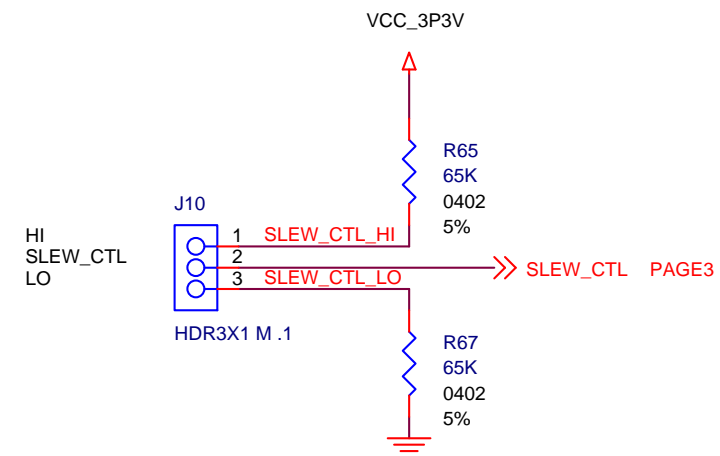 VCC_3P3V
R65
65K
0402
5%
J10
HI
SLEW_CTL
LO
1 SLEW_CTL_HI
2
3 SLEW_CTL_LO
SLEW_CTL PAGE3
HDR3X1 M .1
R67
65K
0402
5%